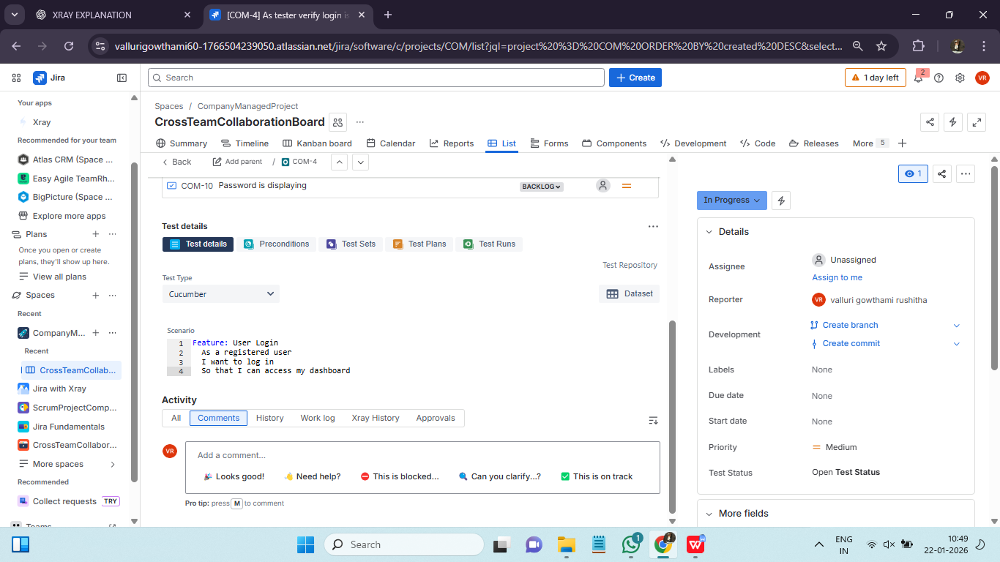 XRAY EXPLANATION
[COM-4] As tester verify login is
vallurigowthami60-1766504239050.atlassian.net/jira/software/c/projects/COM/list?jql=project%20%3D%20COM%20ORDER%20BY%20created%20DESC&select...
Jira
Search
Create
1 day left
2
VR
Your apps
Xray
Recommended for your team
Atlas CRM (Space ...
Easy Agile TeamRh...
BigPicture (Space ...
Explore more apps
Plans
Once you open or create
plans, they'll show up here.
View all plans
Spaces
Recent
CompanyM...
Recent
CrossTeamCollab...
Jira with Xray
ScrumProjectComp...
Jira Fundamentals
CrossTeamCollabor...
More spaces
Recommended
Collect requests TRY
Teams
Spaces / CompanyManagedProject
CrossTeamCollaborationBoard
Summary Timeline Kanban board Calendar Reports List Forms Components Development Code Releases More 5
Back Add parent / COM-4
COM-10 Password is displaying BACKLOG
Test details
Test details Preconditions Test Sets Test Plans Test Runs
Test Repository
Test Type
Cucumber
Dataset
Scenario
1 Feature: User Login
2 As a registered user
3 I want to log in
4 So that I can access my dashboard
Activity
All Comments History Work log Xray History Approvals
VR
Add a comment...
Looks good! Need help? This is blocked... Can you clarify...? This is on track
Pro tip: press M to comment
1
In Progress
Details
Assignee
Unassigned
Assign to me
Reporter
VR valluri gowthami rushitha
Development
Create branch
Create commit
Labels None
Due date None
Start date None
Priority Medium
Test Status Open Test Status
More fields
Search
1
ENG
IN
10:49
22-01-2026